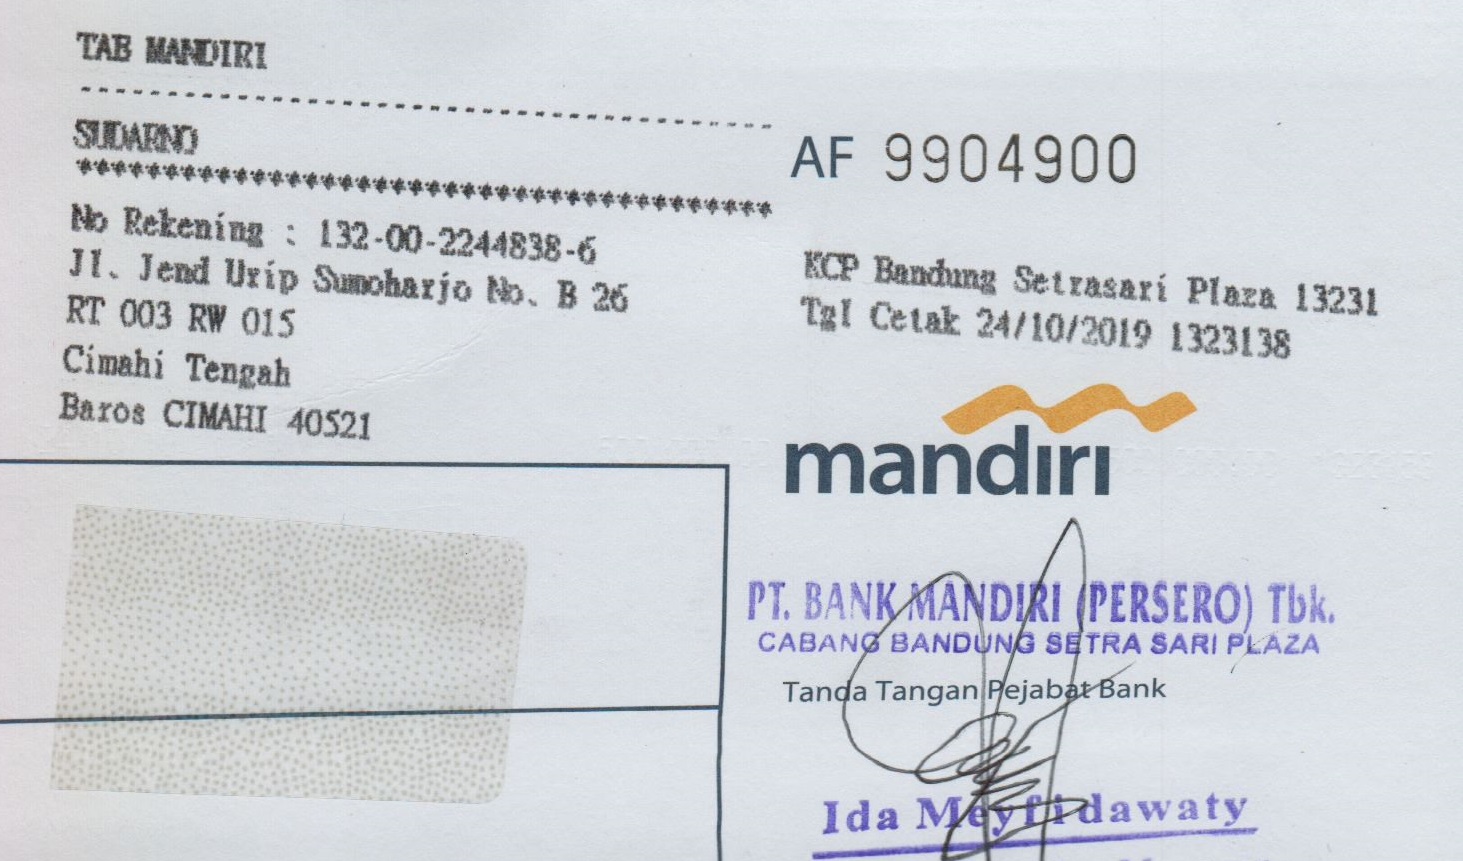 TAB MANDIRI
SUDARNO
****************************************
No Rekening : 132-00-2244838-6
Jl. Jend Urip Sumoharjo No. B 26
RT 003 RW 015
Cimahi Tengah
Baros CIMAHI 40521
AF 9904900
KCP Bandung Setrasari Plaza 13231
Tgl Cetak 24/10/2019 1323138
mandiri
PT. BANK MANDIRI (PERSERO) Tbk.
CABANG BANDUNG SETRA SARI PLAZA
Tanda Tangan Pejabat Bank
Ida Meyfidawaty